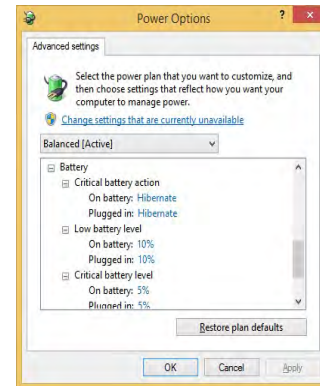 Power Options
?
Advanced settings
Select the power plan that you want to customize, and
then choose settings that reflect how you want your
computer to manage power.
Change settings that are currently unavailable
Balanced [Active]
Battery
Critical battery action
On battery: Hibernate
Plugged in: Hibernate
Low battery level
On battery: 10%
Plugged in: 10%
Critical battery level
On battery: 5%
Plugged in: 5%
Restore plan defaults
OK Cancel Apply